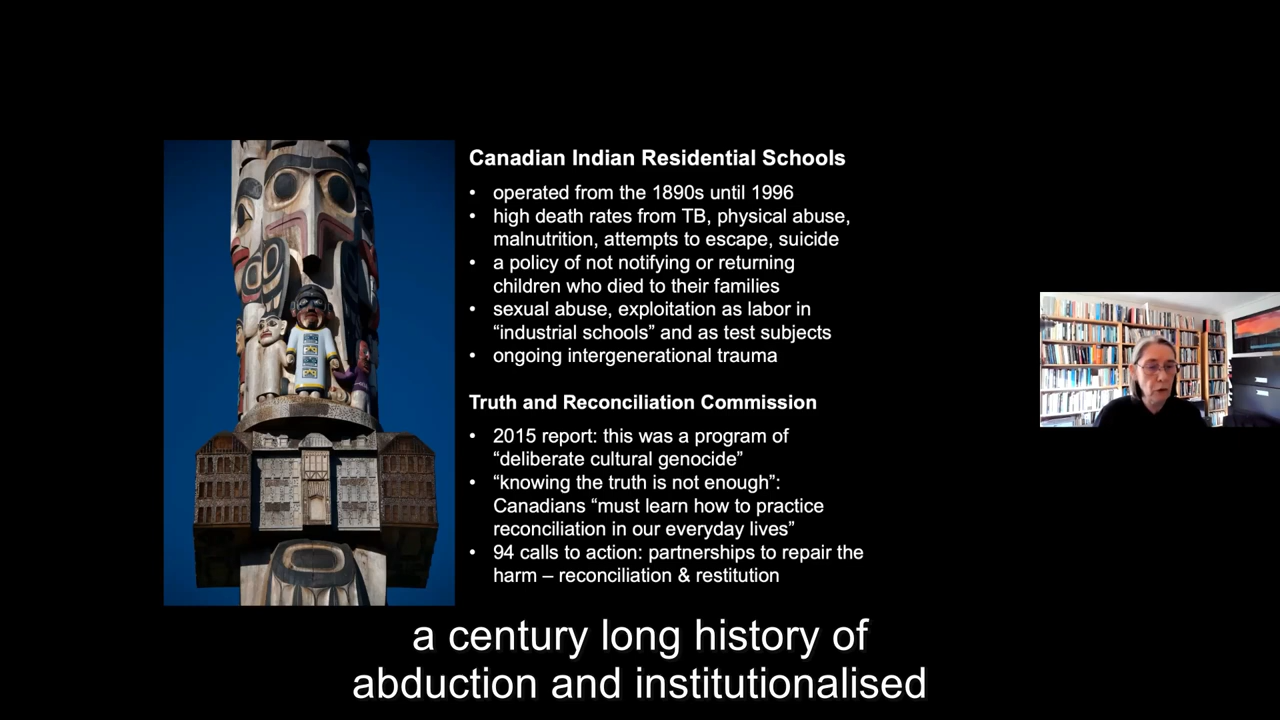 Canadian Indian Residential Schools
• operated from the 1890s until 1996
• high death rates from TB, physical abuse,
malnutrition, attempts to escape, suicide
• a policy of not notifying or returning
children who died to their families
• sexual abuse, exploitation as labor in
“industrial schools” and as test subjects
• ongoing intergenerational trauma
Truth and Reconciliation Commission
• 2015 report: this was a program of
“deliberate cultural genocide”
• “knowing the truth is not enough”:
Canadians “must learn how to practice
reconciliation in our everyday lives”
• 94 calls to action: partnerships to repair the
harm – reconciliation & restitution
a century long history of
abduction and institutionalised